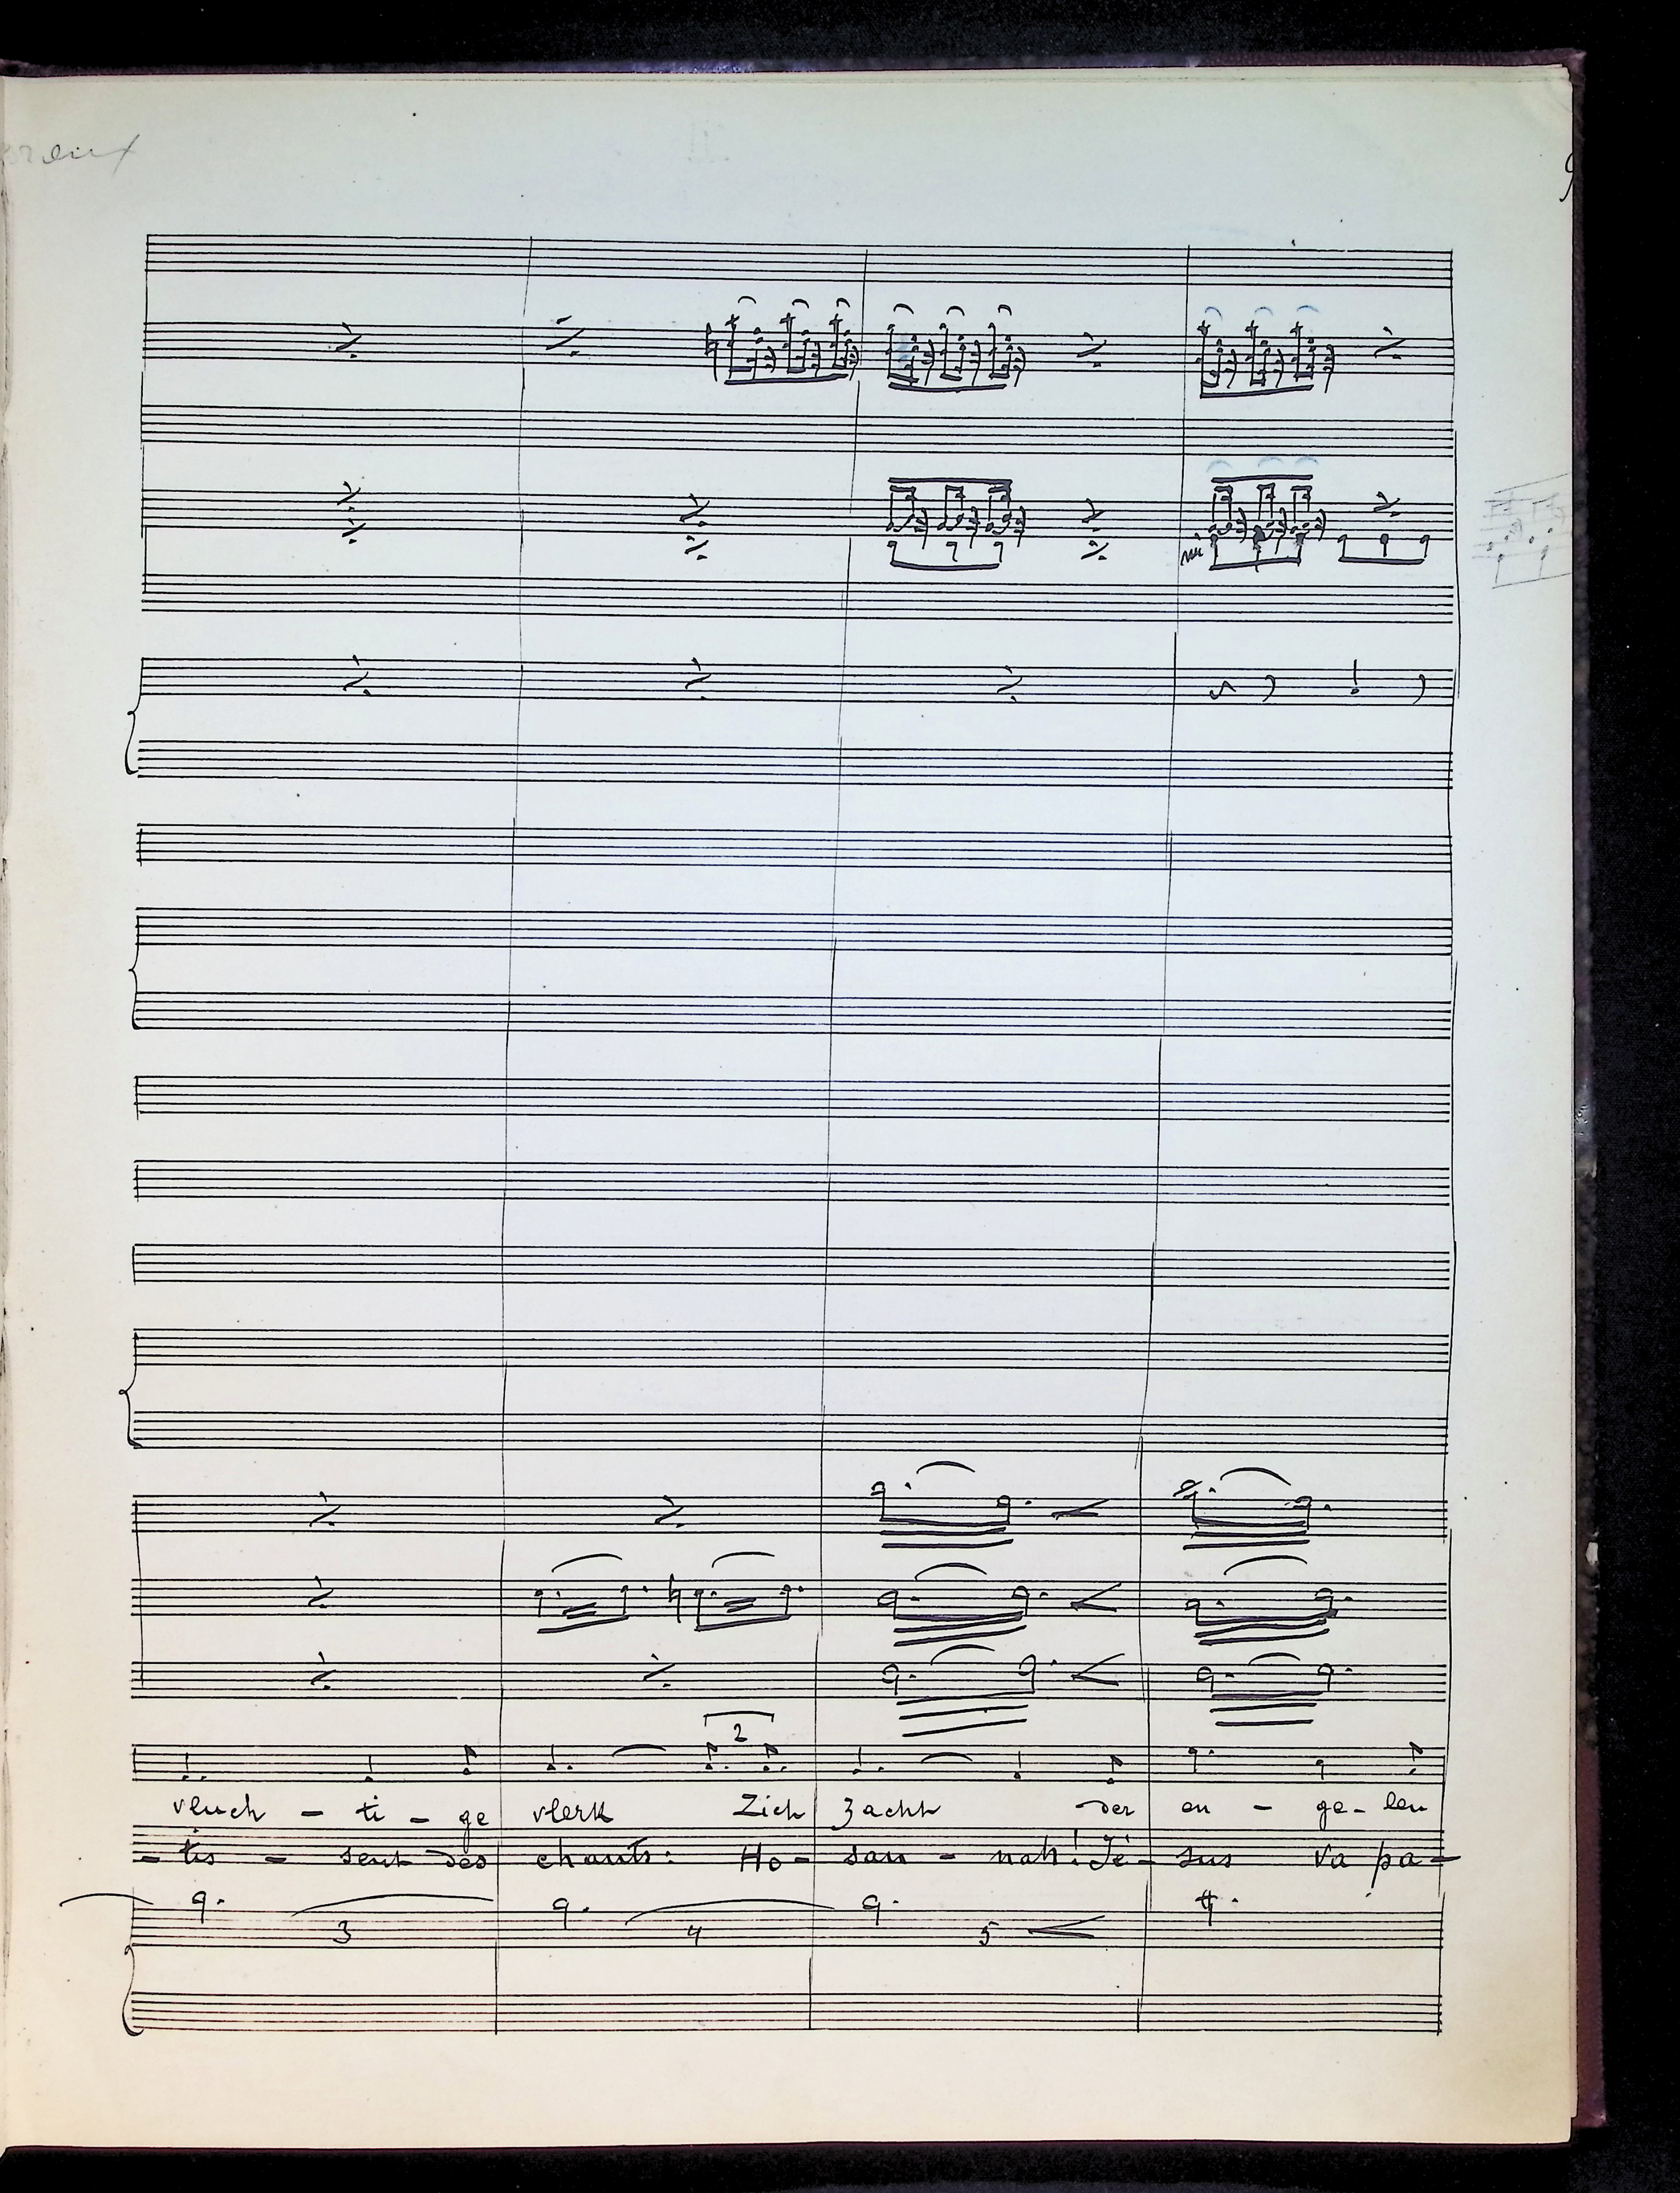 9
mi
2
vluch - ti - ge vlerk Zich zacht der en - ge - len
- tis - sent des chants: Ho - san - nah! Jé - sus va pa -
3 4 5